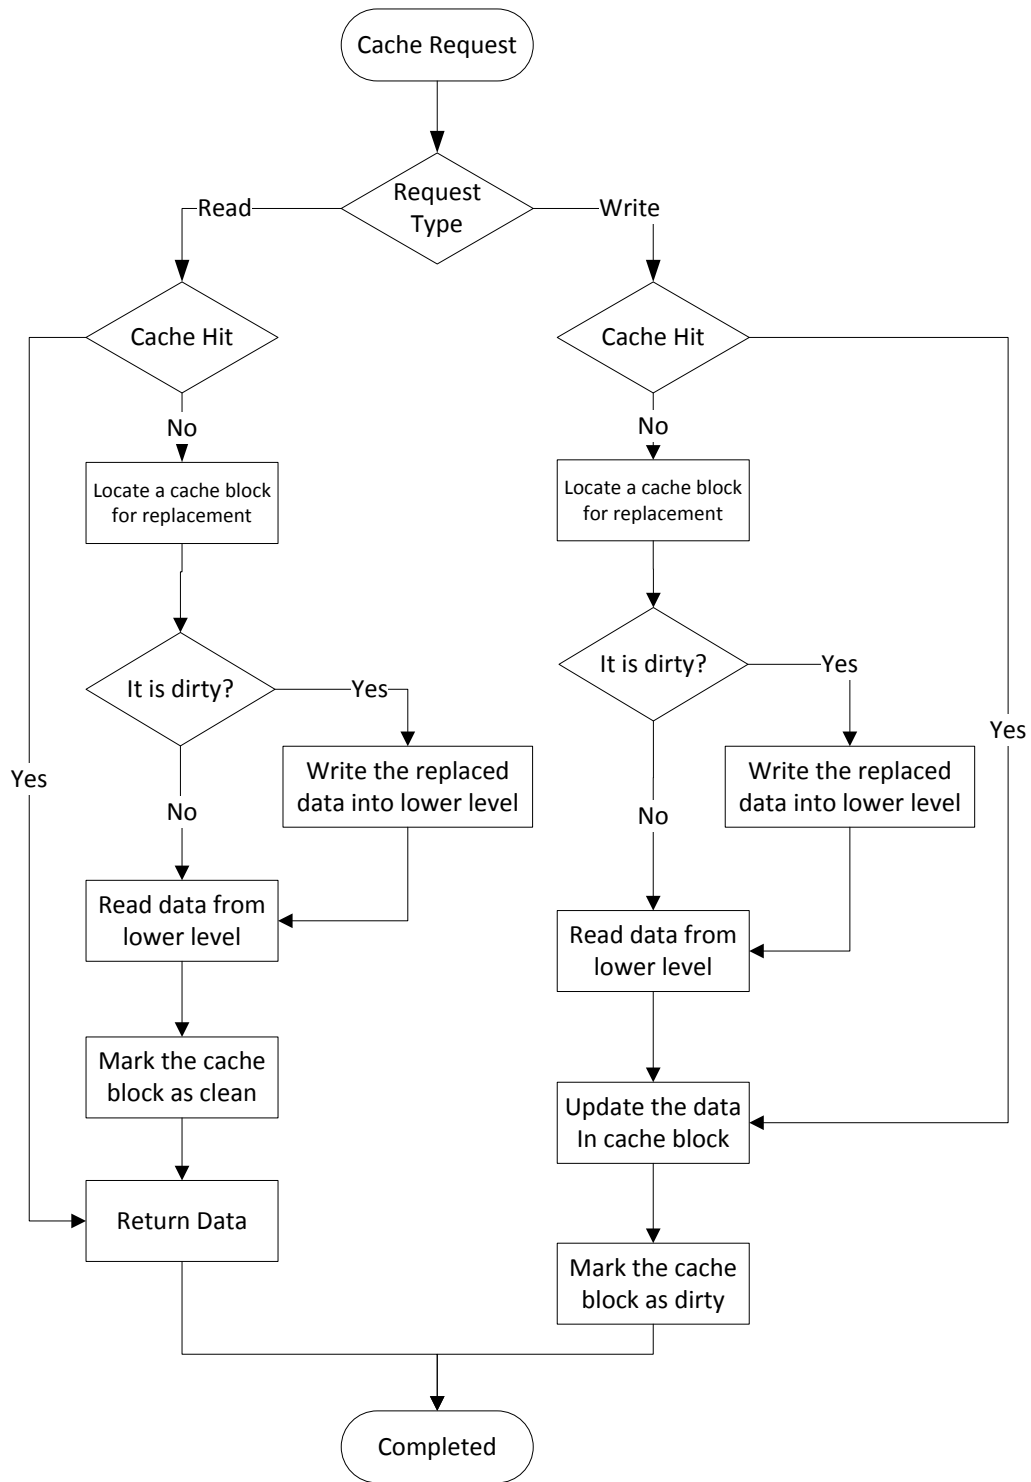 Cache Request
Request
Type
Read
Write
Cache Hit
Cache Hit
No
No
Locate a cache block
for replacement
Locate a cache block
for replacement
It is dirty?
Yes
It is dirty?
Yes
Yes
Yes
Write the replaced
data into lower level
Write the replaced
data into lower level
No
No
Read data from
lower level
Read data from
lower level
Mark the cache
block as clean
Update the data
In cache block
Return Data
Mark the cache
block as dirty
Completed